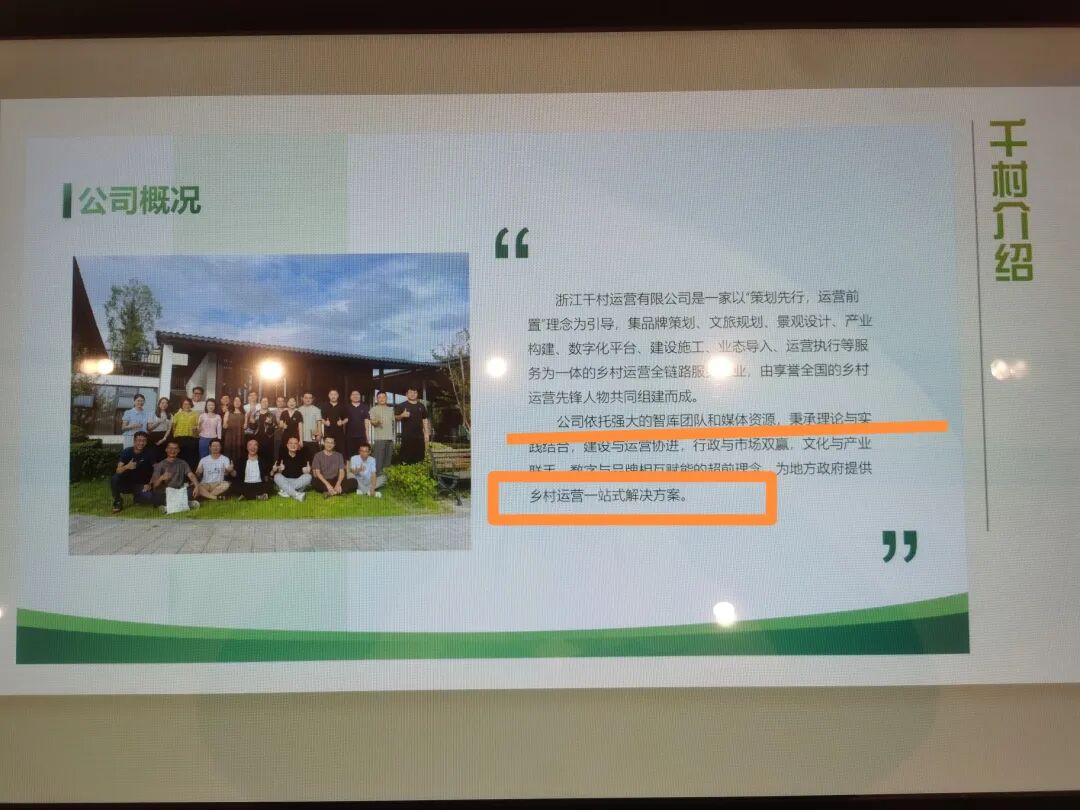 千村介绍
公司概况
“
浙江千村运营有限公司是一家以“策划先行，运营前
置”理念为引导，集品牌策划、文旅规划、景观设计、产业
构建、数字化平台、建设施工、业态导入、运营执行等服
务为一体的乡村运营全链路服务企业，由享誉全国的乡村
运营先锋人物共同组建而成。
公司依托强大的智库团队和媒体资源，秉承理论与实
践结合，建设与运营协进，行政与市场双赢，文化与产业
联手，数字与品牌相互赋能的超前理念，为地方政府提供
乡村运营一站式解决方案。
”